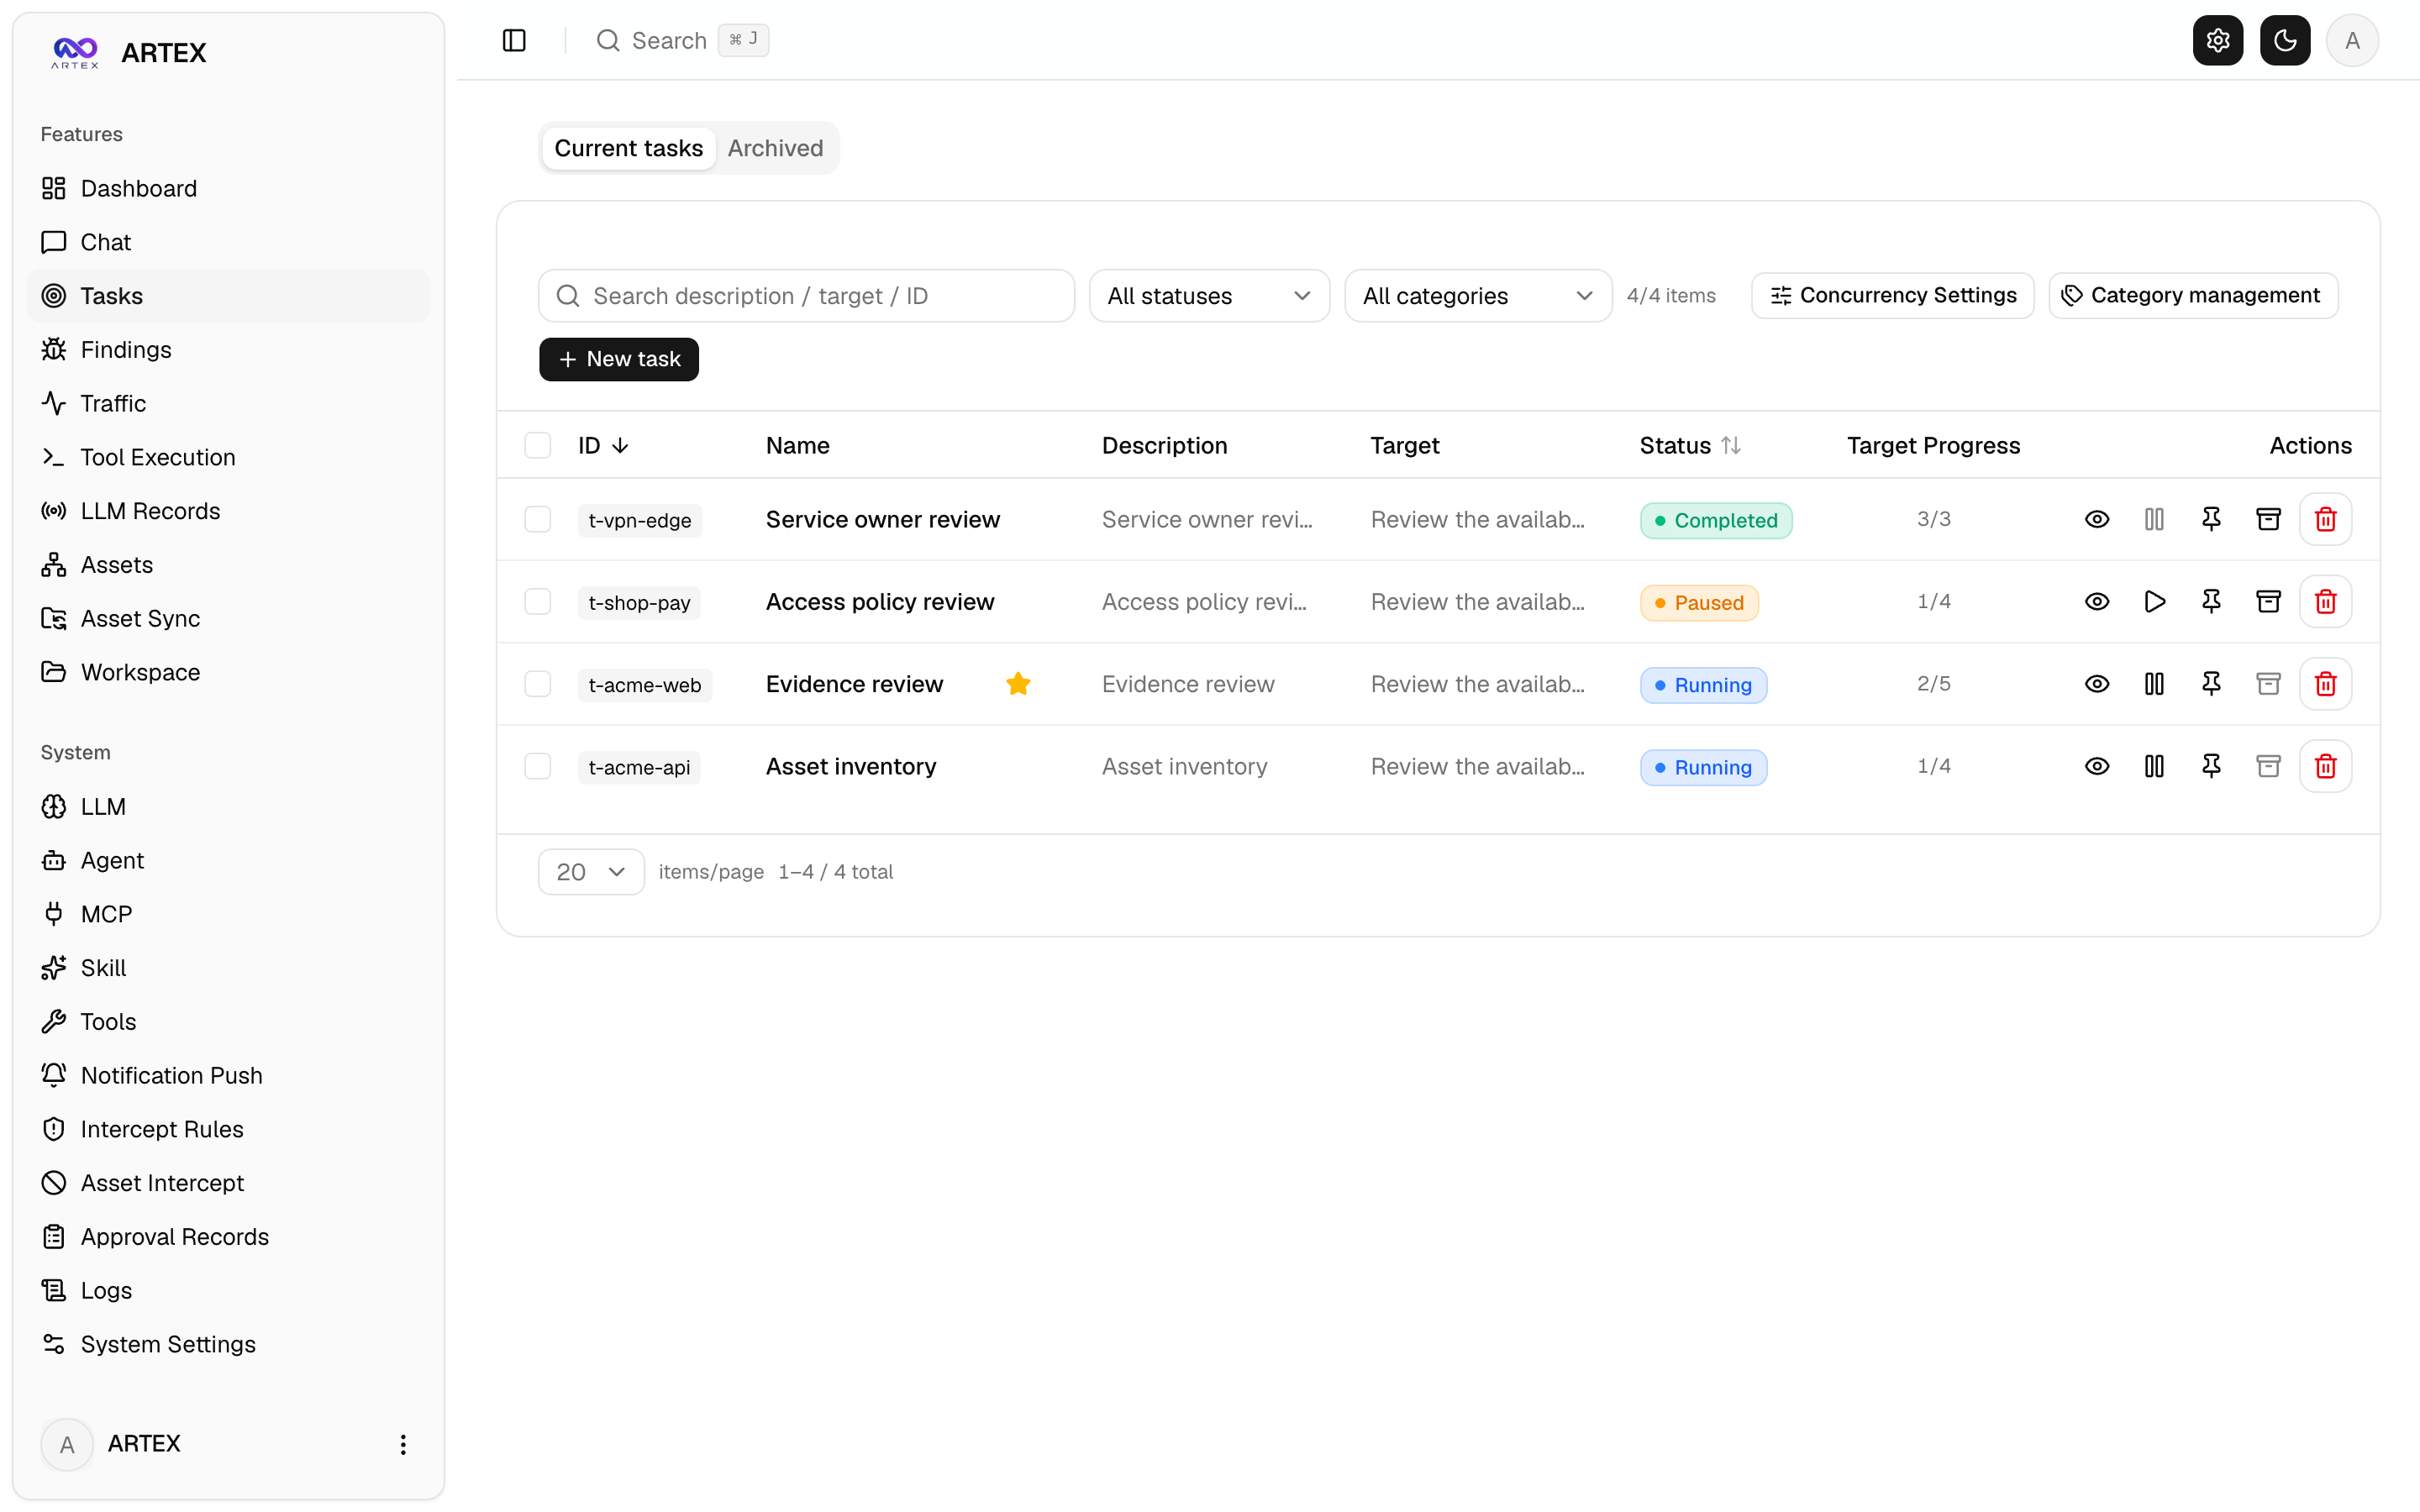 ARTEX
ARTEX
Features
Dashboard
Chat
Tasks
Findings
Traffic
Tool Execution
LLM Records
Assets
Asset Sync
Workspace
System
LLM
Agent
MCP
Skill
Tools
Notification Push
Intercept Rules
Asset Intercept
Approval Records
Logs
System Settings
A ARTEX
Search ⌘ J
A
Current tasks Archived
Search description / target / ID All statuses All categories 4/4 items Concurrency Settings Category management
New task
ID Name Description Target Status Target Progress Actions
t-vpn-edge Service owner review Service owner revi... Review the availab... Completed 3/3
t-shop-pay Access policy review Access policy revi... Review the availab... Paused 1/4
t-acme-web Evidence review Evidence review Review the availab... Running 2/5
t-acme-api Asset inventory Asset inventory Review the availab... Running 1/4
20 items/page 1–4 / 4 total